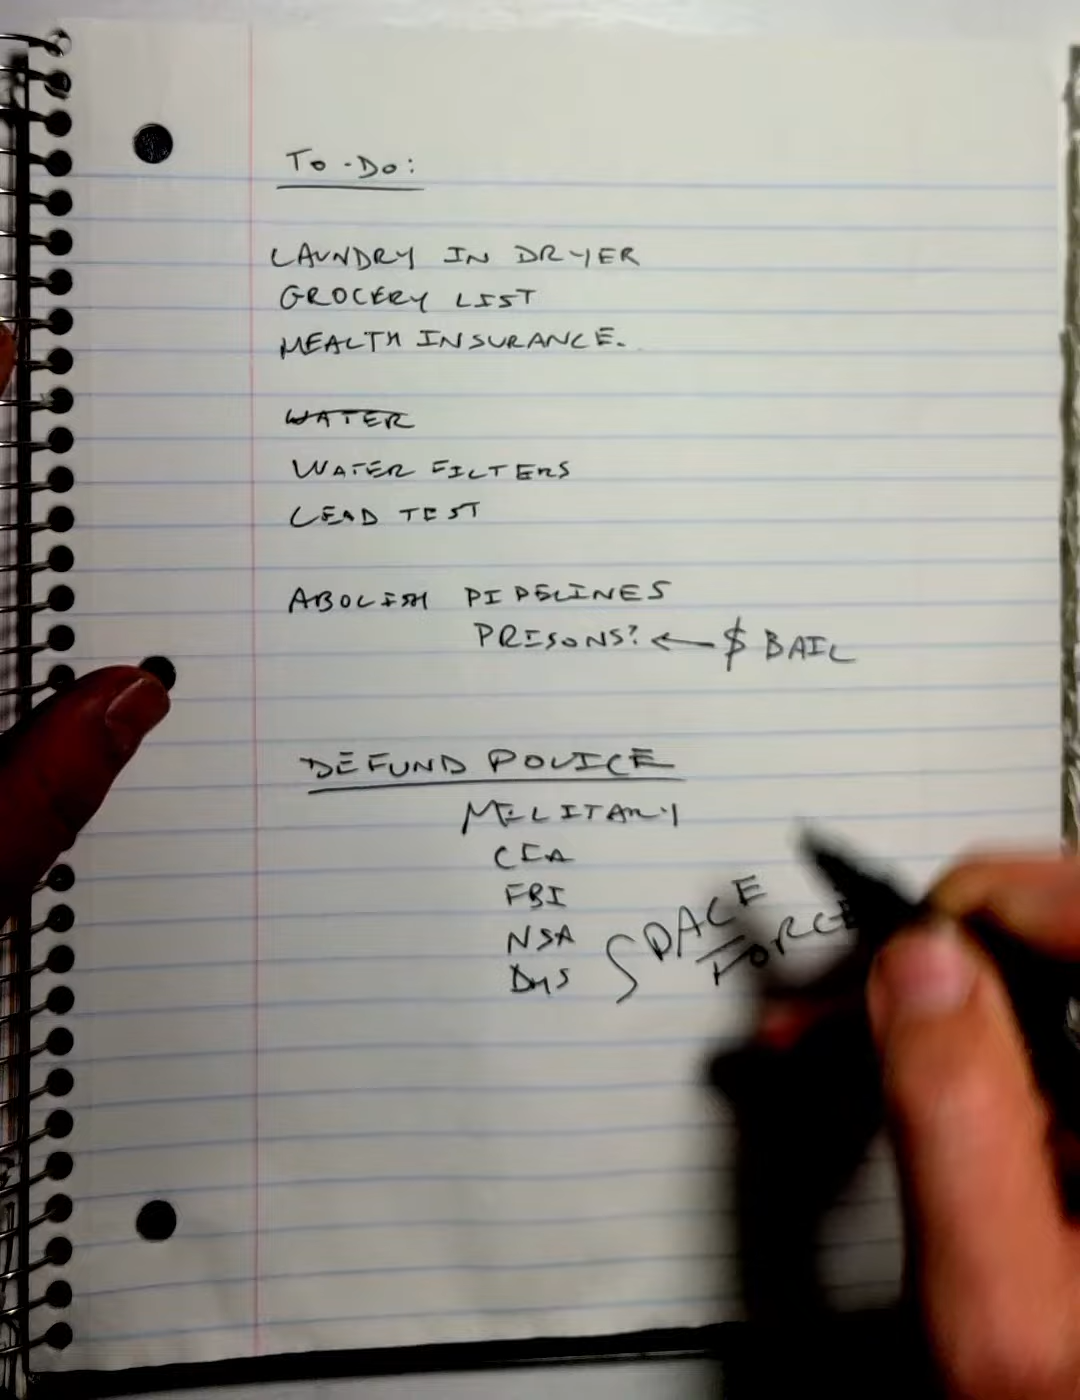 TO-DO:
LAUNDRY IN DRYER
GROCERY LIST
HEALTH INSURANCE.
WATER
WATER FILTERS
LEAD TEST
ABOLISH PIPELINES
PRISONS? ← $ BAIL
DEFUND POLICE
MILITARY
CIA
FBI
NSA
DHS
SPACE
FORCE